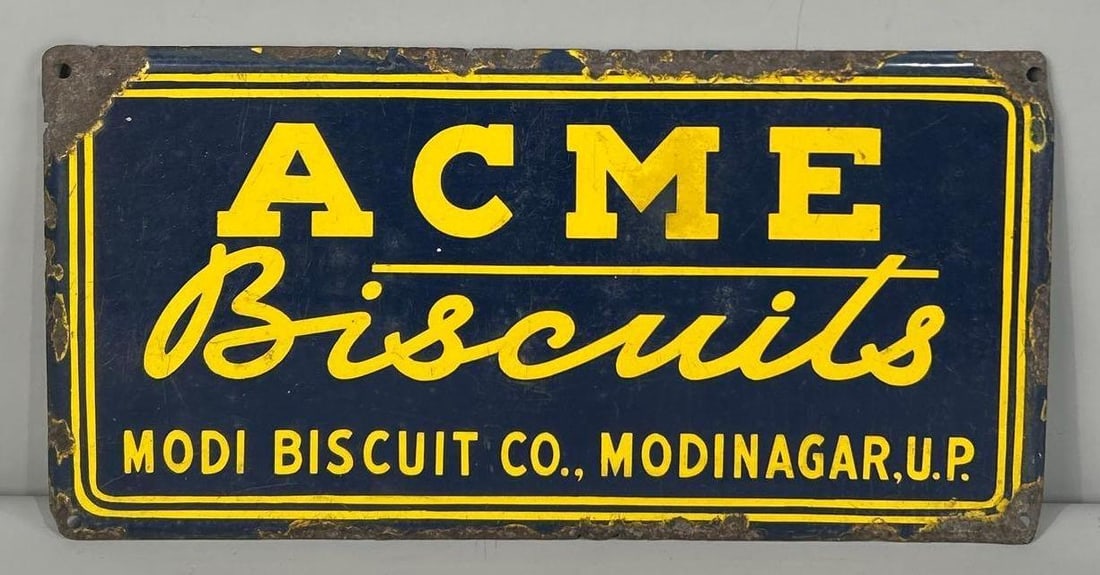 ACME
Biscuits
MODI BISCUIT CO., MODINAGAR, U.P.